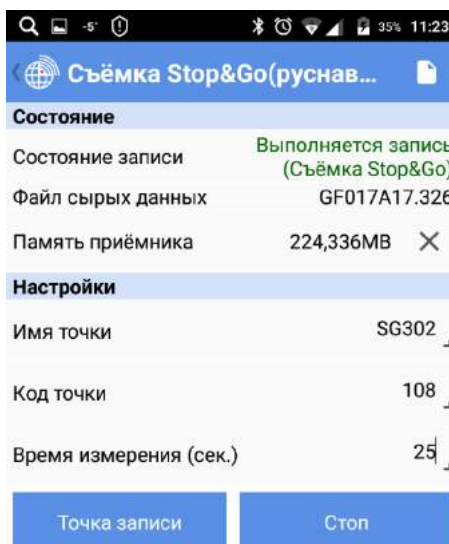 -5° 35% 11:23
Съёмка Stop&Go(руснав...
Состояние
Состояние записи
Выполняется запись
(Съёмка Stop&Go)
Файл сырых данных GF017A17.326
Память приёмника 224,336MB
Настройки
Имя точки SG302
Код точки 108
Время измерения (сек.) 25
Точка записи Стоп